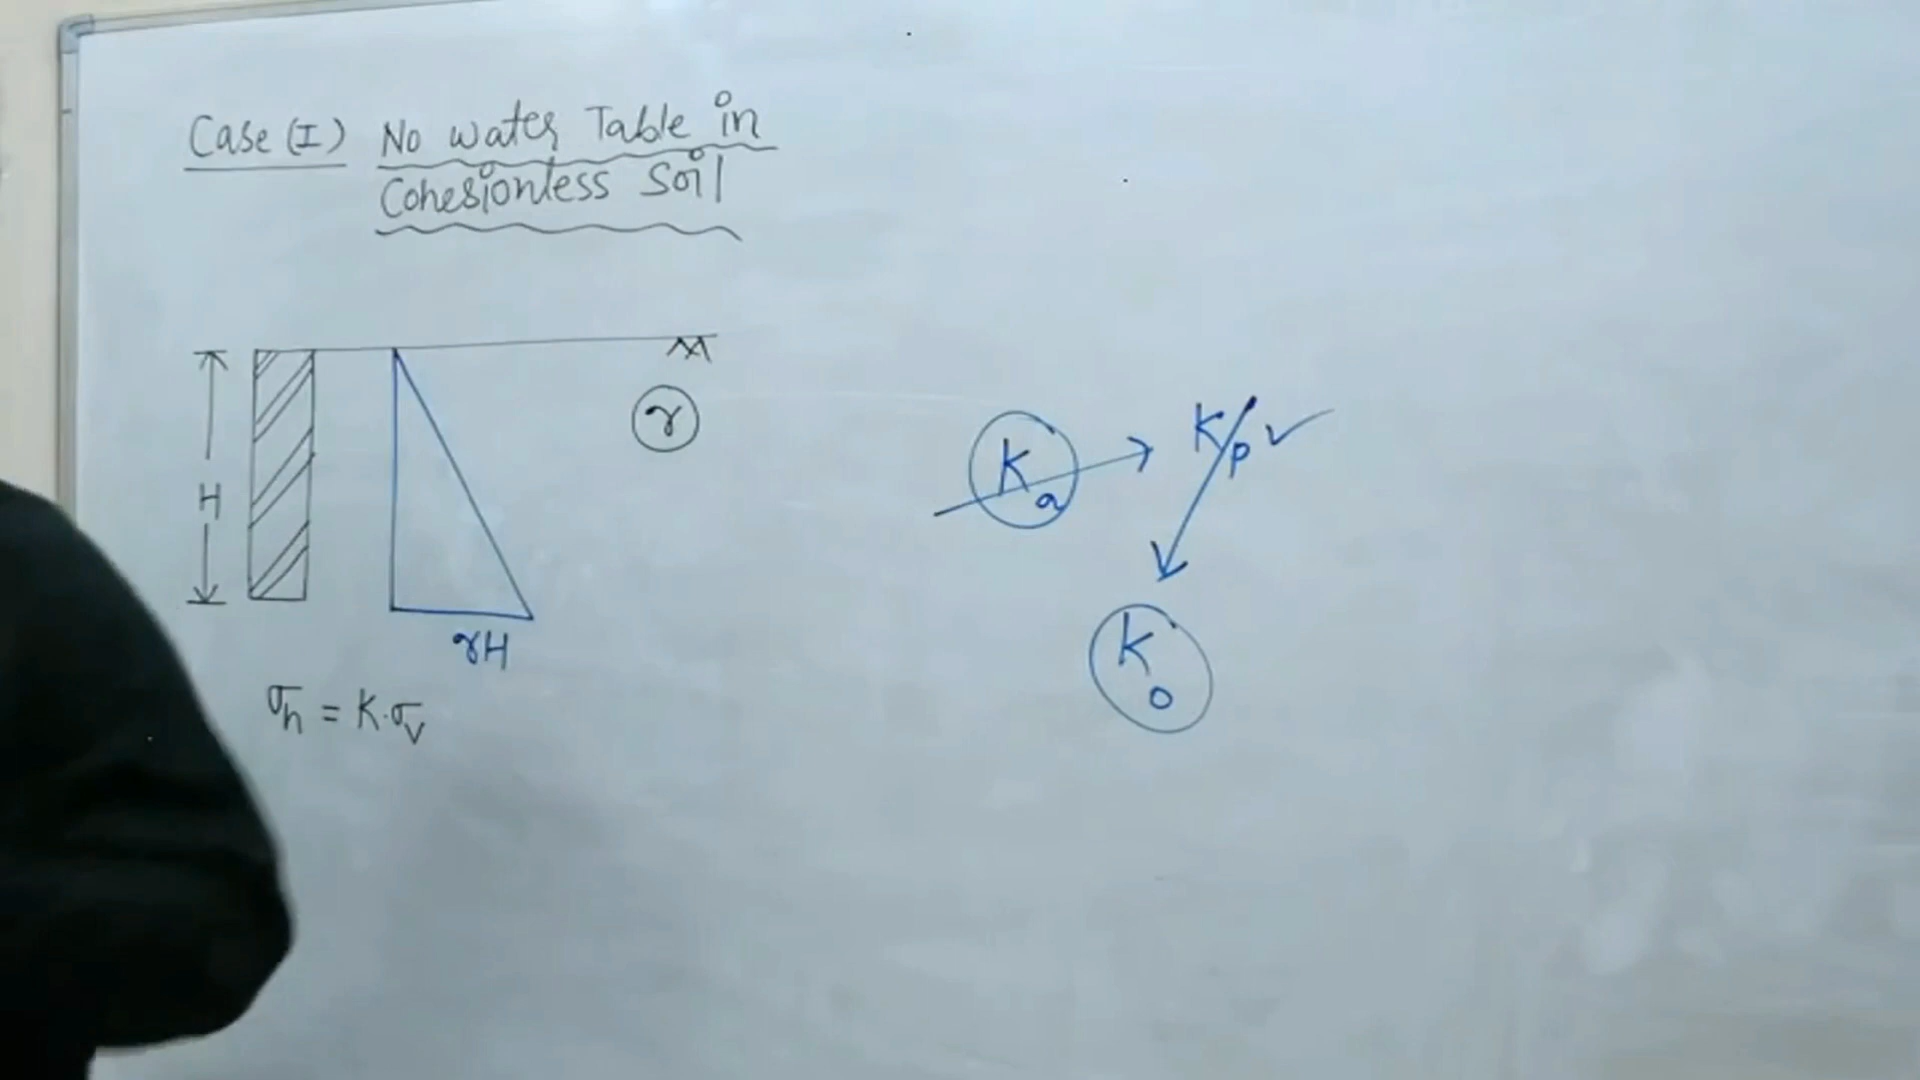 Case (I) No water Table in
Cohesionless Soil
γ
H
γH
σh = K.σv
Ka
Kp ✓
Ko